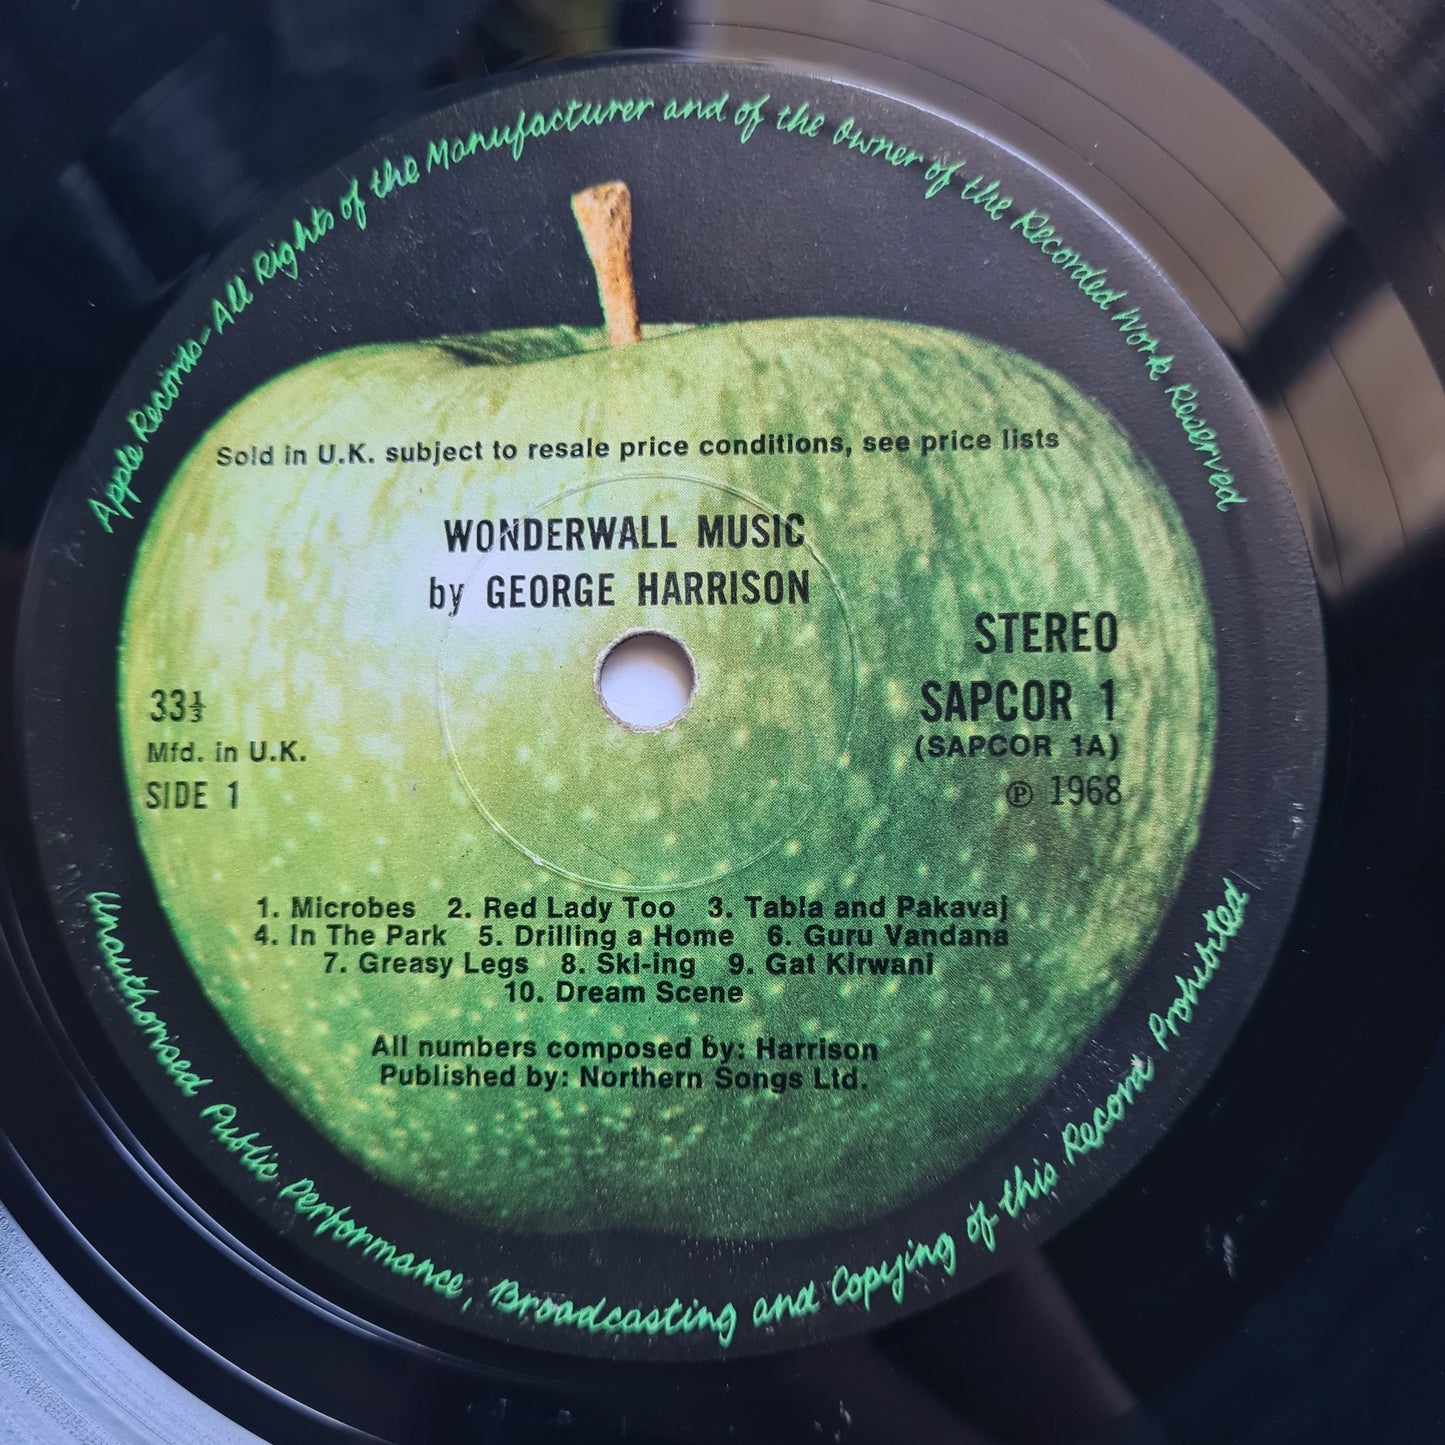 Apple Records - All Rights of the Manufacturer and of the Owner of the Recorded Work Reserved
Sold in U.K. subject to resale price conditions, see price lists
WONDERWALL MUSIC
by GEORGE HARRISON
STEREO
33⅓
SAPCOR 1
Mfd. in U.K.
(SAPCOR 1A)
SIDE 1
℗ 1968
1. Microbes 2. Red Lady Too 3. Tabla and Pakavaj
4. In The Park 5. Drilling a Home 6. Guru Vandana
7. Greasy Legs 8. Ski-ing 9. Gat Kirwani
10. Dream Scene
All numbers composed by: Harrison
Published by: Northern Songs Ltd.
Unauthorised Public Performance, Broadcasting and Copying of this Record Prohibited